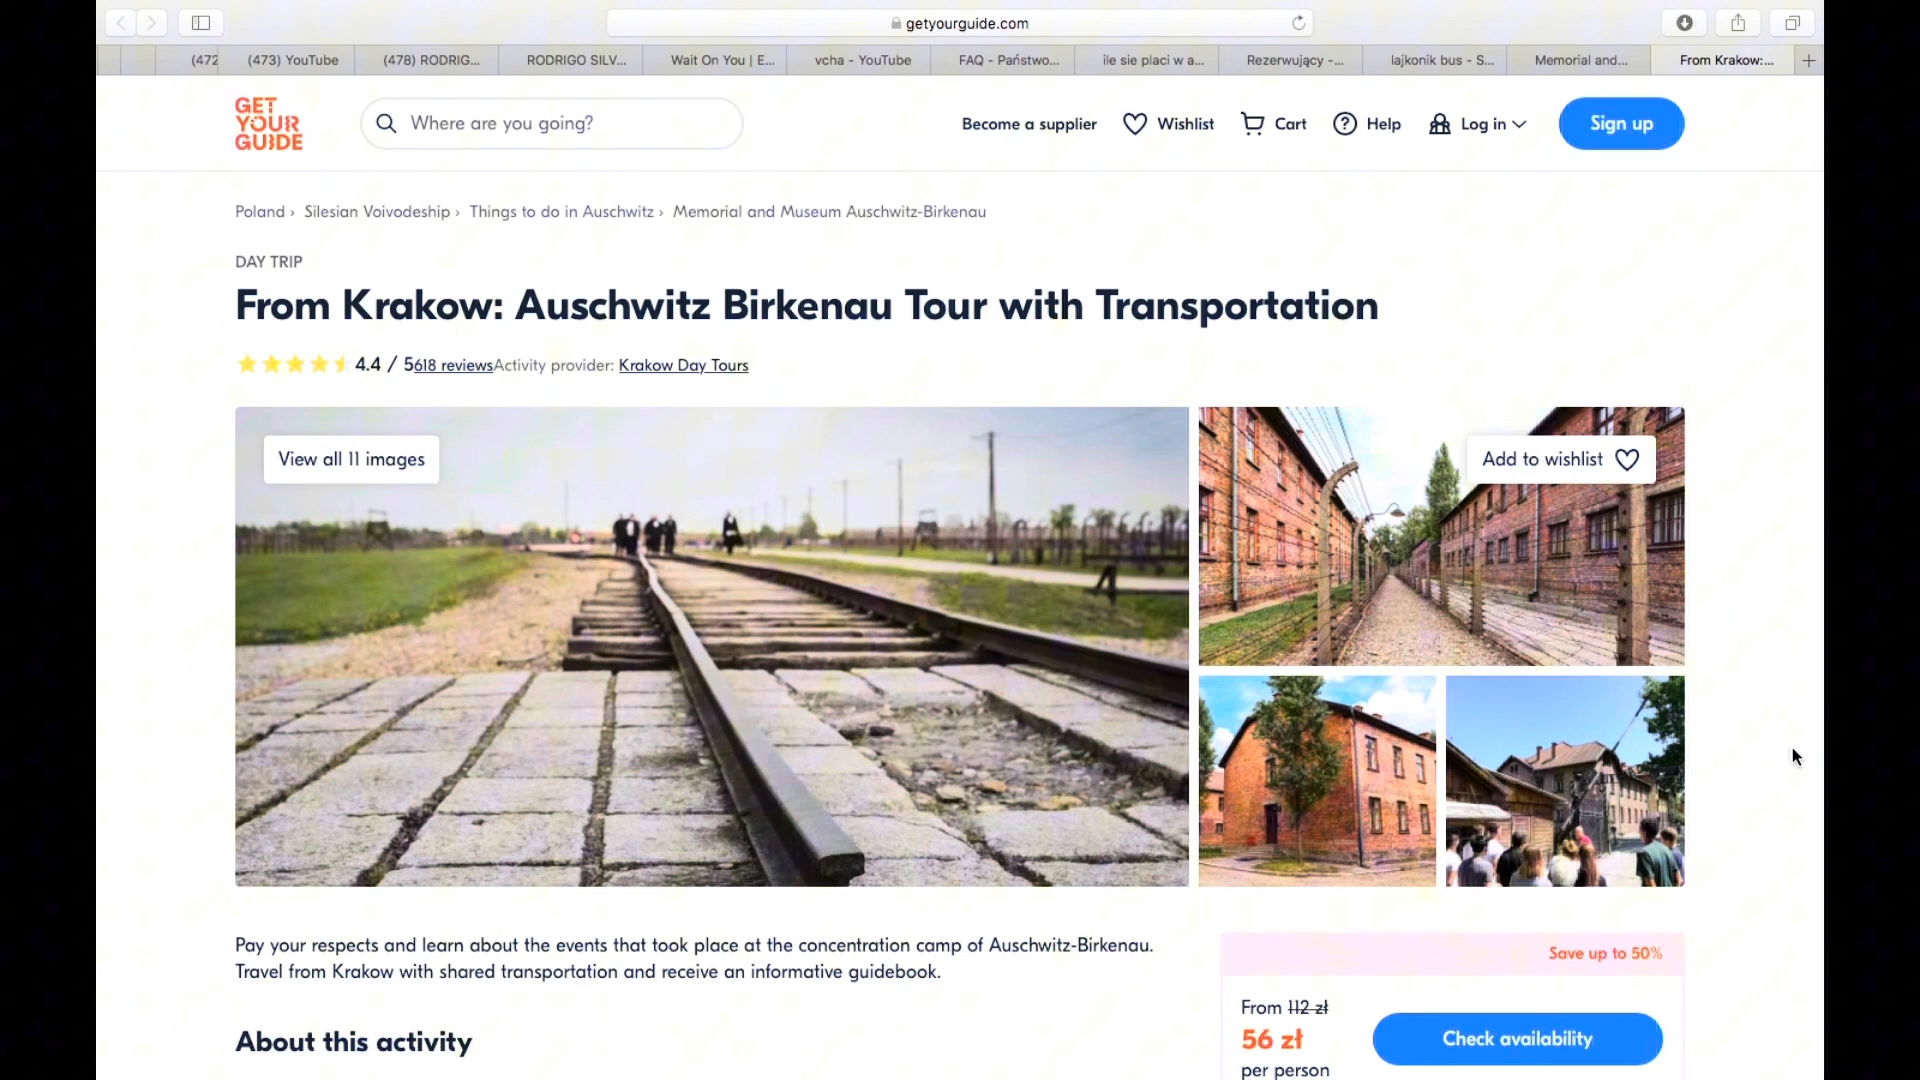 getyourguide.com
(472
(473) YouTube
(478) RODRIG...
RODRIGO SILV...
Wait On You | E...
vcha - YouTube
FAQ - Państwo...
ile sie placi w a...
Rezerwujący -...
lajkonik bus - S...
Memorial and...
From Krakow:...
GET
YOUR
GUIDE
Where are you going?
Become a supplier
Wishlist
Cart
Help
Log in
Sign up
Poland › Silesian Voivodeship › Things to do in Auschwitz › Memorial and Museum Auschwitz-Birkenau
DAY TRIP
From Krakow: Auschwitz Birkenau Tour with Transportation
4.4 / 5618 reviewsActivity provider: Krakow Day Tours
View all 11 images
Add to wishlist
Pay your respects and learn about the events that took place at the concentration camp of Auschwitz-Birkenau.
Travel from Krakow with shared transportation and receive an informative guidebook.
About this activity
Save up to 50%
From 112 zł
56 zł
per person
Check availability